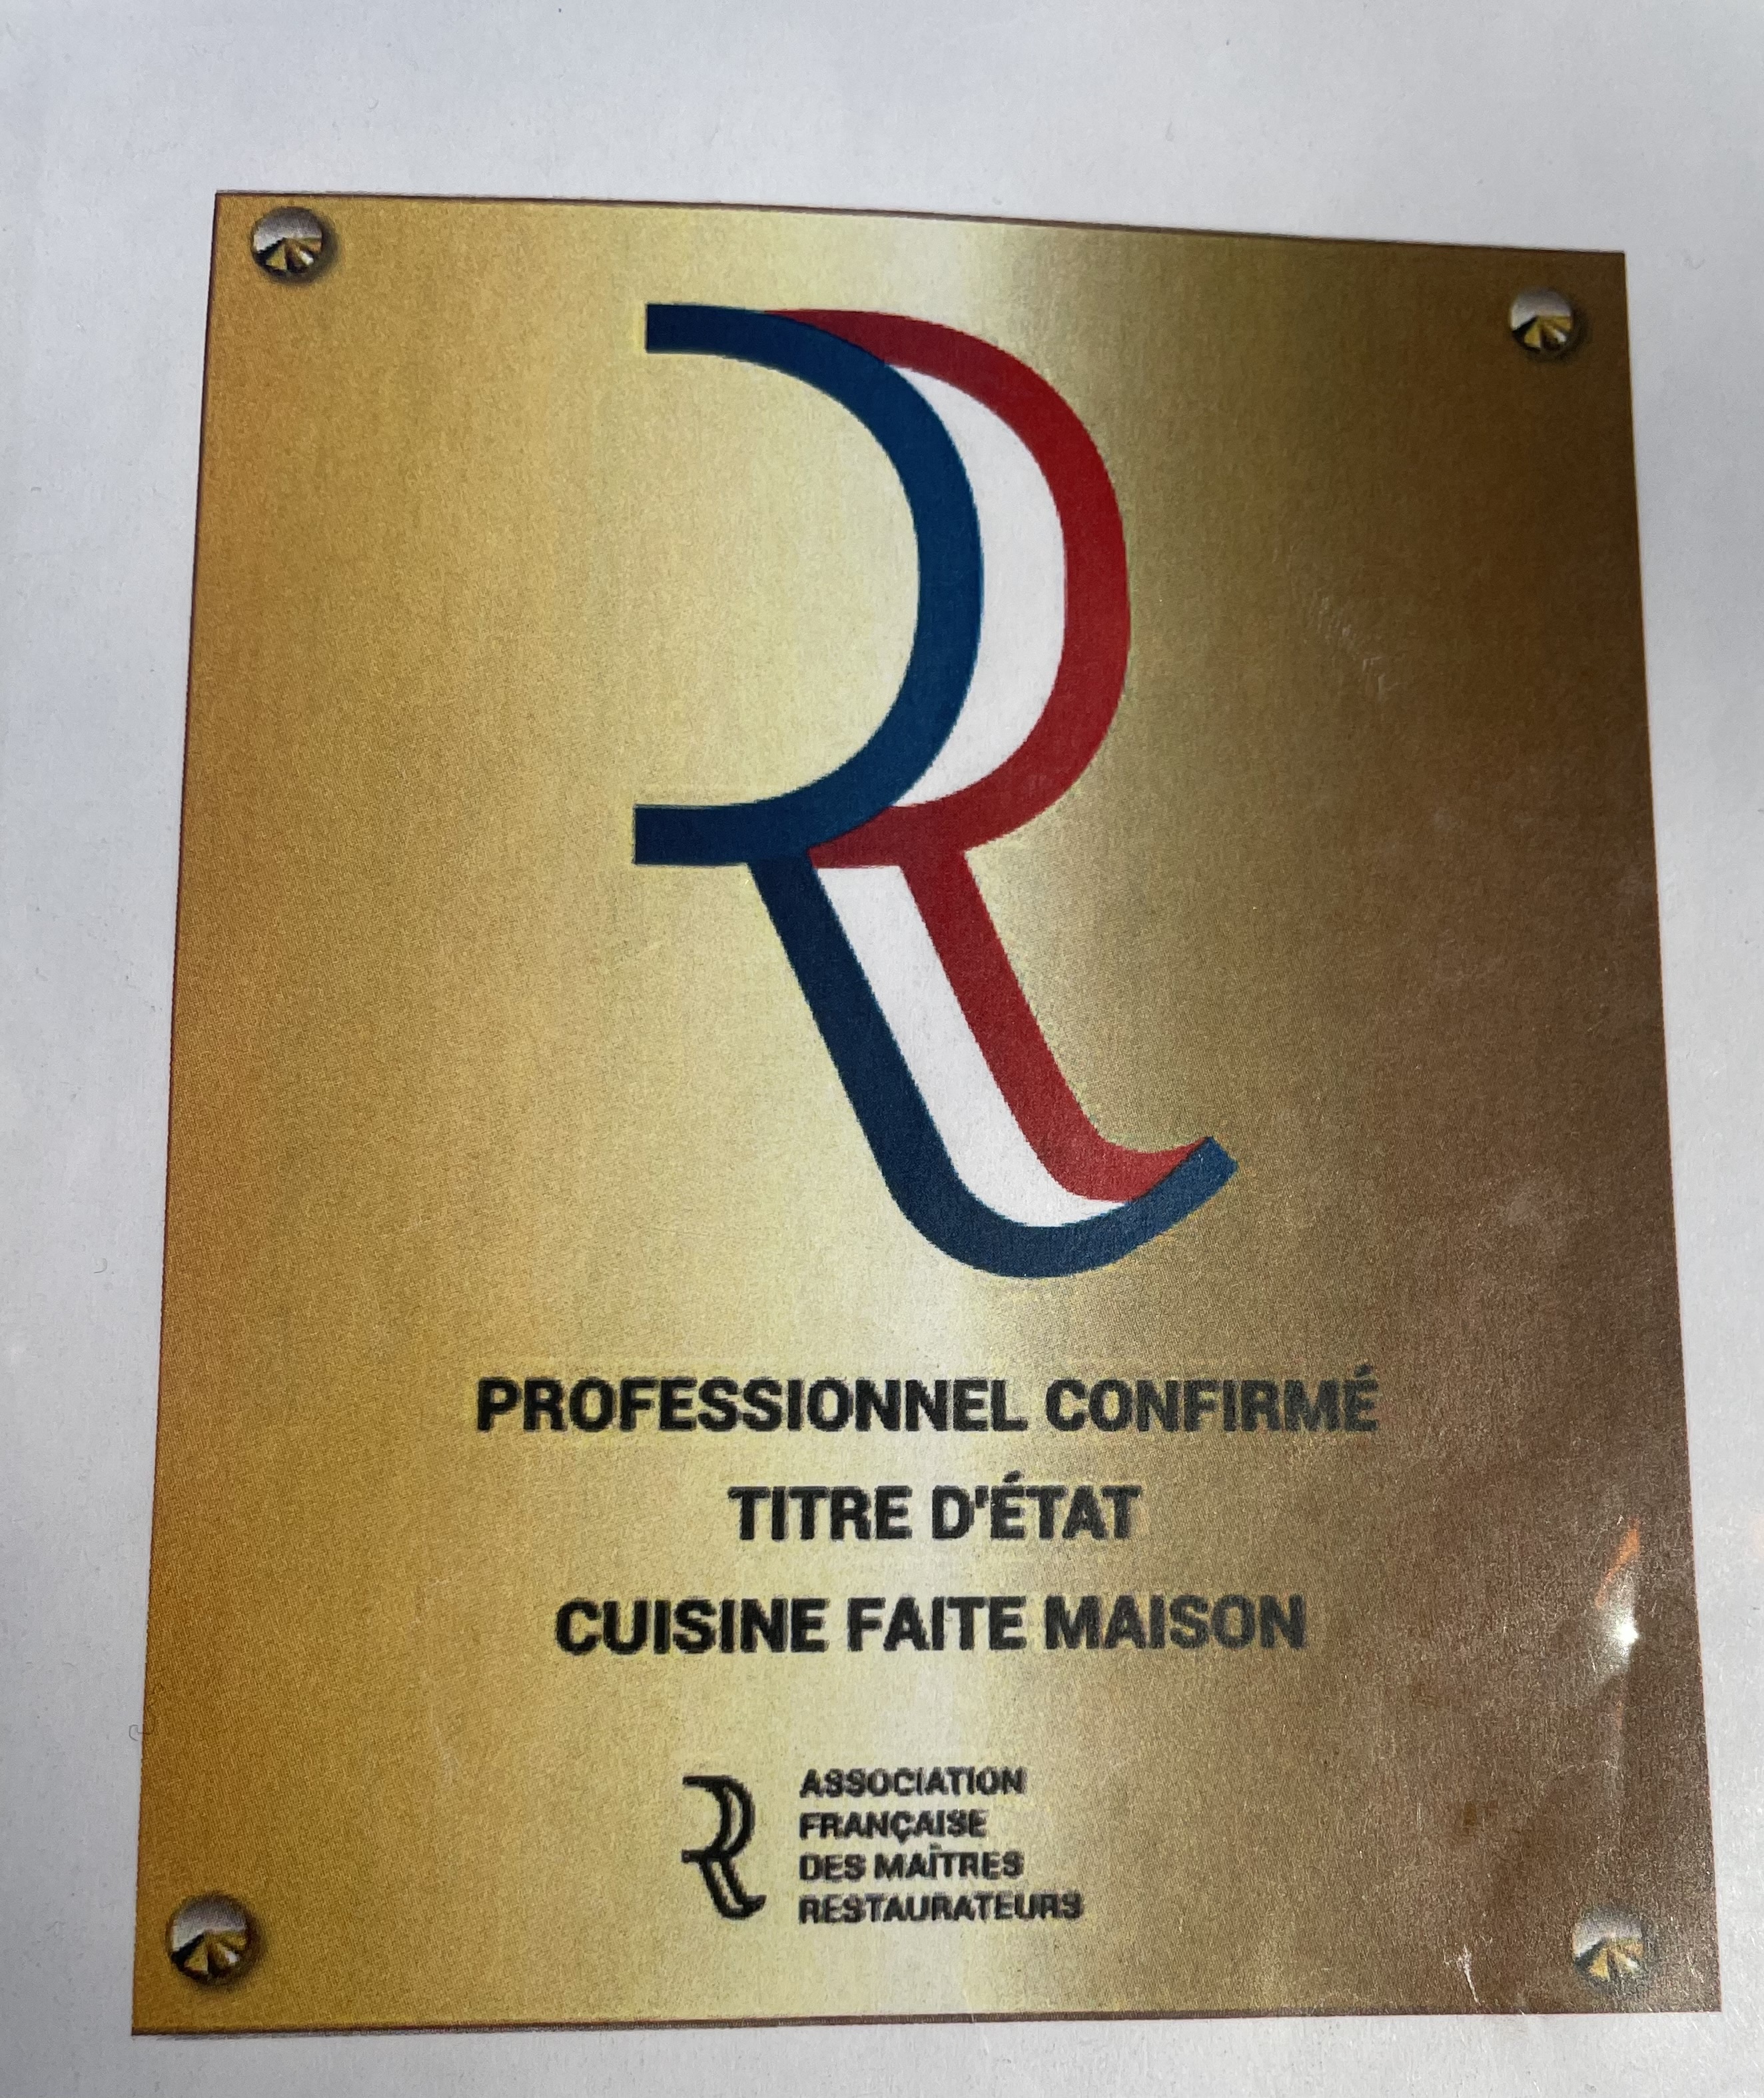 R
PROFESSIONNEL CONFIRMÉ
TITRE D'ÉTAT
CUISINE FAITE MAISON
R
ASSOCIATION
FRANÇAISE
DES MAÎTRES
RESTAURATEURS